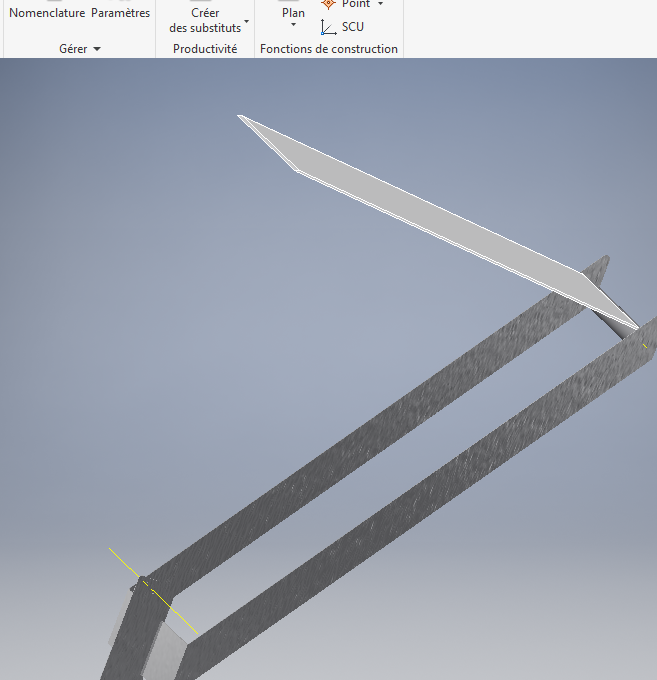 Nomenclature Paramètres
Créer
des substituts
Plan
Point
SCU
Gérer
Productivité
Fonctions de construction